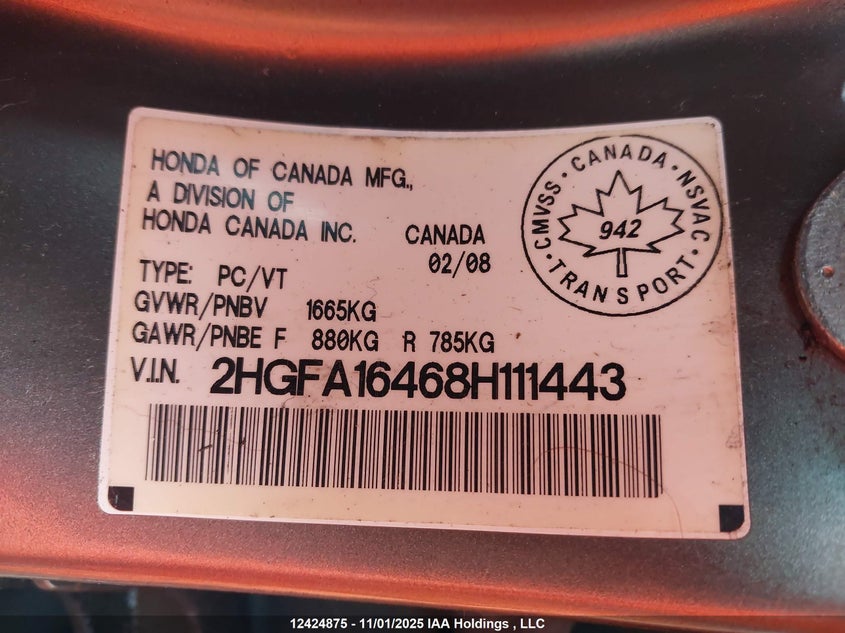 HONDA OF CANADA MFG.,
A DIVISION OF
HONDA CANADA INC.
CANADA
02/08
CMVSS · CANADA · NSVAC · TRANSPORT ·
942
TYPE: PC/VT
GVWR/PNBV 1665KG
GAWR/PNBE F 880KG R 785KG
V.I.N. 2HGFA16468H111443
12424875 - 11/01/2025 IAA Holdings , LLC